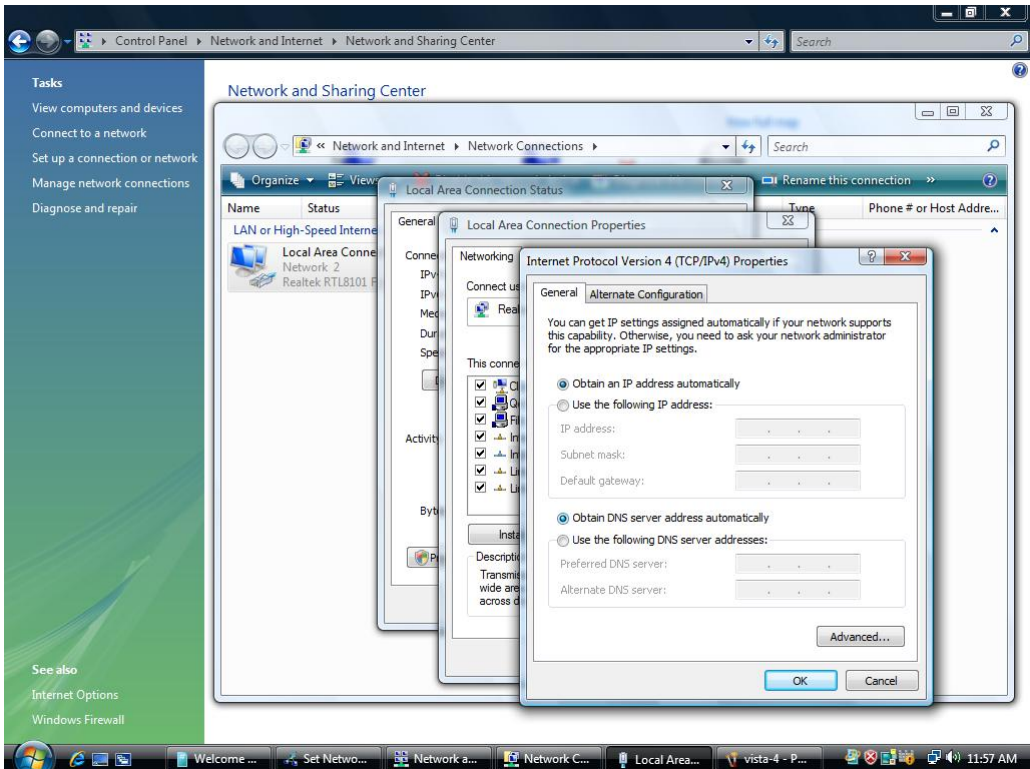 Control Panel ▸ Network and Internet ▸ Network and Sharing Center
Search
Tasks
View computers and devices
Connect to a network
Set up a connection or network
Manage network connections
Diagnose and repair
See also
Internet Options
Windows Firewall
Network and Sharing Center
« Network and Internet ▸ Network Connections ▸
Search
Organize
Views
Rename this connection »
Name Status Type Phone # or Host Addre...
LAN or High-Speed Interne
Local Area Conne
Network 2
Realtek RTL8101
Local Area Connection Status
General
Local Area Connection Properties
Networking
Connect us
This conne
Internet Protocol Version 4 (TCP/IPv4) Properties
General
Alternate Configuration
You can get IP settings assigned automatically if your network supports
this capability. Otherwise, you need to ask your network administrator
for the appropriate IP settings.
Obtain an IP address automatically
Use the following IP address:
IP address:
Subnet mask:
Default gateway:
Obtain DNS server address automatically
Use the following DNS server addresses:
Preferred DNS server:
Alternate DNS server:
Advanced...
OK
Cancel
Welcome ...
Set Netwo...
Network a...
Network C...
Local Area...
vista-4 - P...
11:57 AM